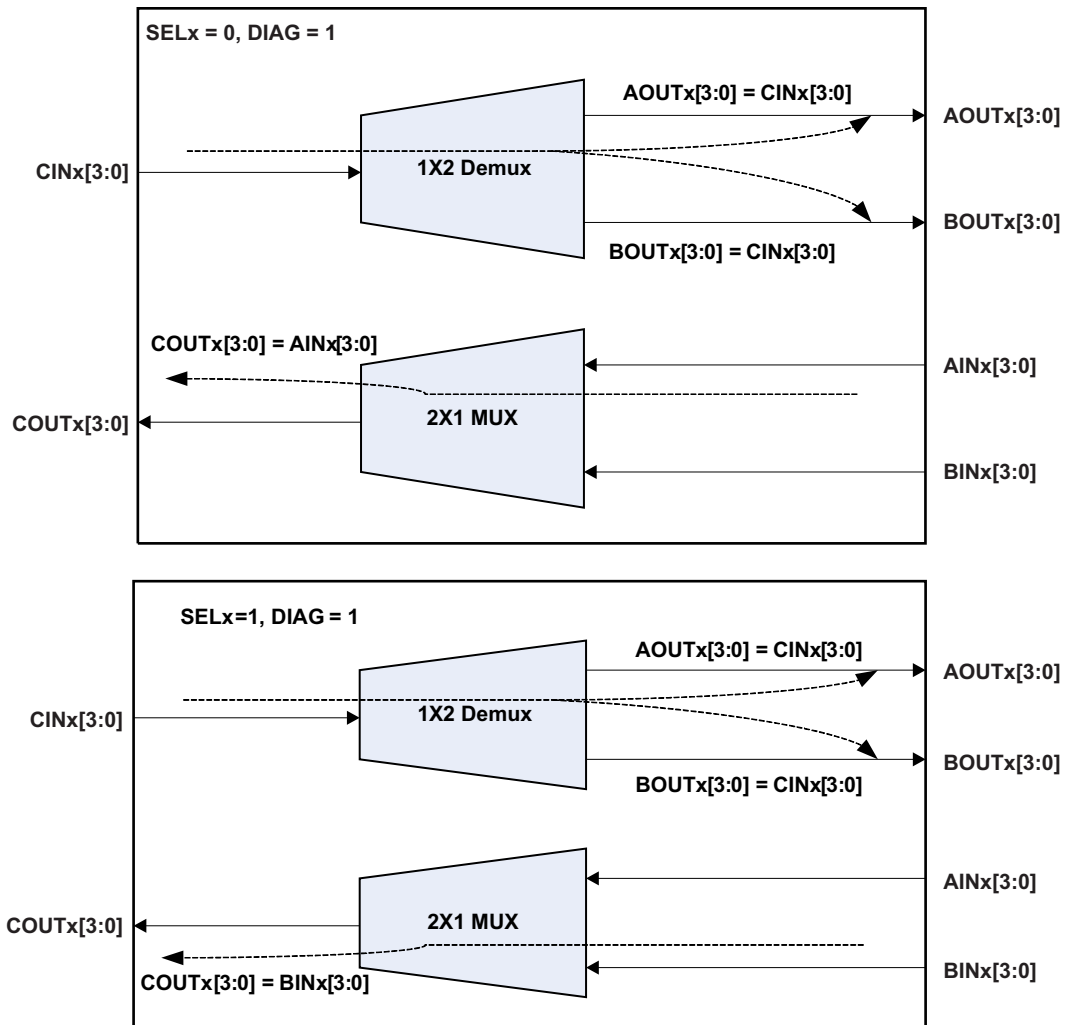 SELx = 0, DIAG = 1
AOUTx[3:0] = CINx[3:0]
AOUTx[3:0]
CINx[3:0]
1X2 Demux
BOUTx[3:0]
BOUTx[3:0] = CINx[3:0]
COUTx[3:0] = AINx[3:0]
AINx[3:0]
COUTx[3:0]
2X1 MUX
BINx[3:0]
SELx=1, DIAG = 1
AOUTx[3:0] = CINx[3:0]
AOUTx[3:0]
CINx[3:0]
1X2 Demux
BOUTx[3:0]
BOUTx[3:0] = CINx[3:0]
AINx[3:0]
COUTx[3:0]
2X1 MUX
BINx[3:0]
COUTx[3:0] = BINx[3:0]